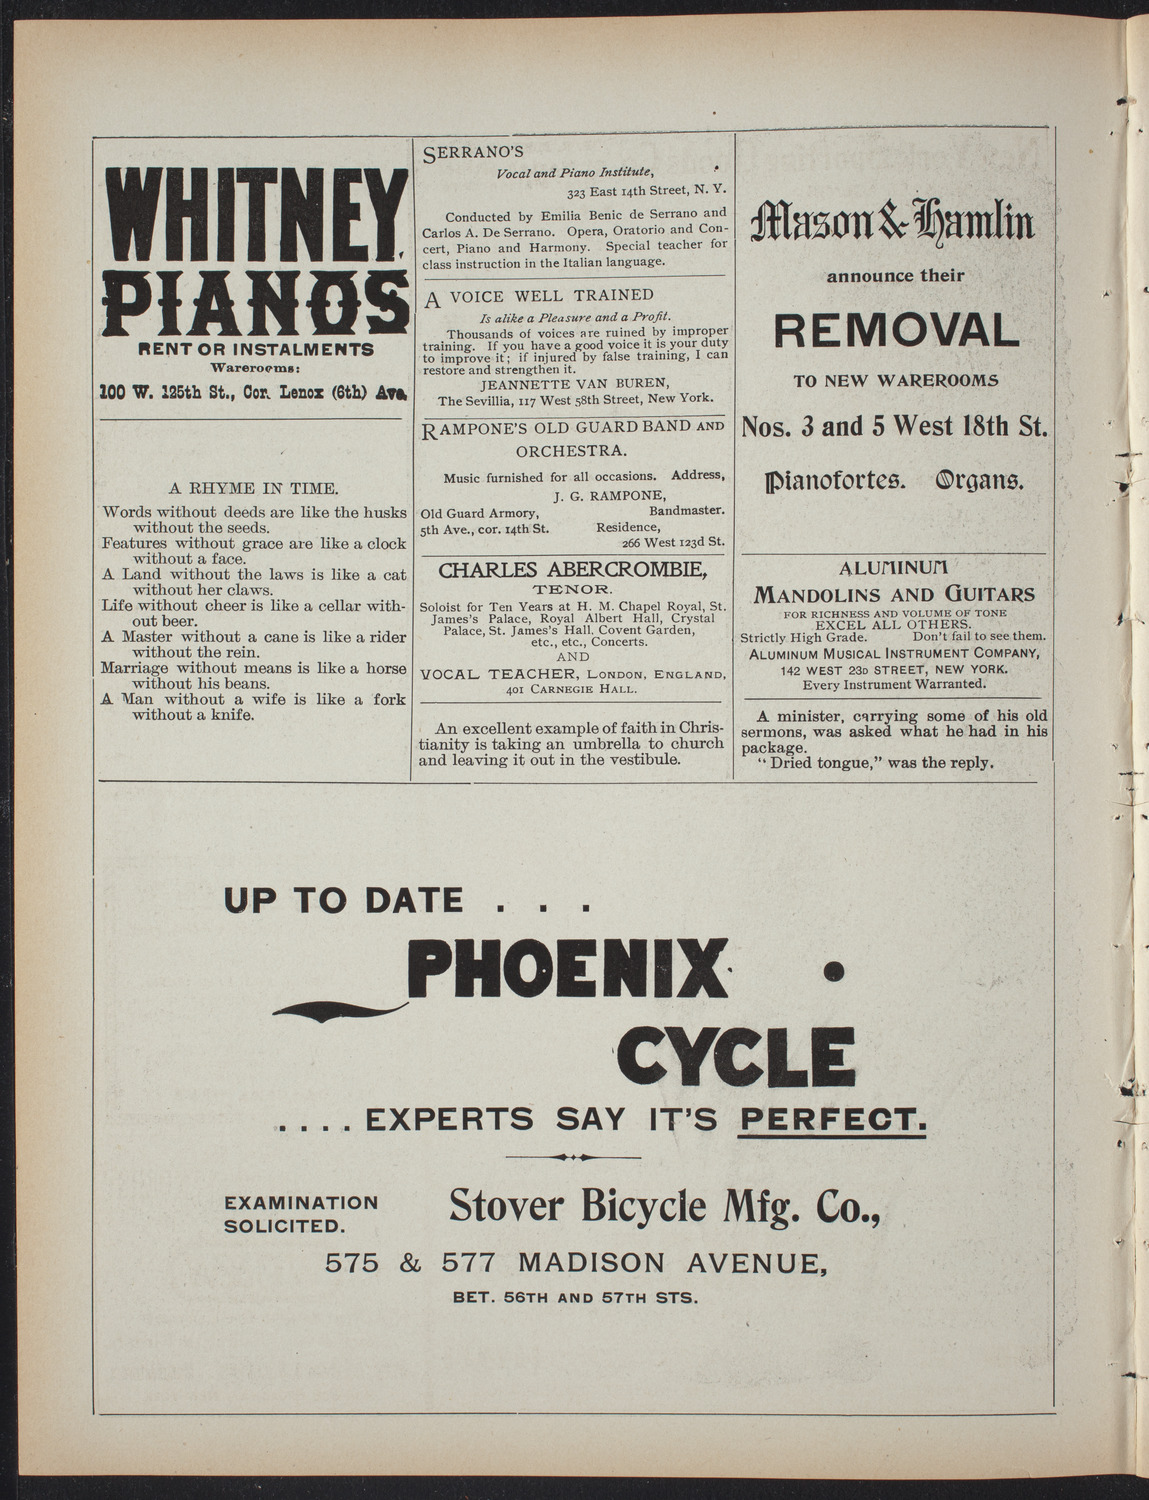 WHITNEY
PIANOS
RENT OR INSTALMENTS
Warerooms:
100 W. 125th St., Cor. Lenox (6th) Ave.
A RHYME IN TIME.
Words without deeds are like the husks
without the seeds.
Features without grace are like a clock
without a face.
A Land without the laws is like a cat
without her claws.
Life without cheer is like a cellar with-
out beer.
A Master without a cane is like a rider
without the rein.
Marriage without means is like a horse
without his beans.
A Man without a wife is like a fork
without a knife.
SERRANO'S
Vocal and Piano Institute,
323 East 14th Street, N. Y.
Conducted by Emilia Benic de Serrano and
Carlos A. De Serrano. Opera, Oratorio and Con-
cert, Piano and Harmony. Special teacher for
class instruction in the Italian language.
A VOICE WELL TRAINED
Is alike a Pleasure and a Profit.
Thousands of voices are ruined by improper
training. If you have a good voice it is your duty
to improve it; if injured by false training, I can
restore and strengthen it.
JEANNETTE VAN BUREN,
The Sevillia, 117 West 58th Street, New York.
RAMPONE'S OLD GUARD BAND AND
ORCHESTRA.
Music furnished for all occasions. Address,
J. G. RAMPONE,
Old Guard Armory, Bandmaster.
5th Ave., cor. 14th St. Residence,
266 West 123d St.
CHARLES ABERCROMBIE,
TENOR.
Soloist for Ten Years at H. M. Chapel Royal, St.
James's Palace, Royal Albert Hall, Crystal
Palace, St. James's Hall, Covent Garden,
etc., etc., Concerts.
AND
VOCAL TEACHER, LONDON, ENGLAND,
401 CARNEGIE HALL.
An excellent example of faith in Chris-
tianity is taking an umbrella to church
and leaving it out in the vestibule.
Mason & Hamlin
announce their
REMOVAL
TO NEW WAREROOMS
Nos. 3 and 5 West 18th St.
Pianofortes. Organs.
ALUMINUM
MANDOLINS AND GUITARS
FOR RICHNESS AND VOLUME OF TONE
EXCEL ALL OTHERS.
Strictly High Grade. Don't fail to see them.
ALUMINUM MUSICAL INSTRUMENT COMPANY,
142 WEST 23D STREET, NEW YORK.
Every Instrument Warranted.
A minister, carrying some of his old
sermons, was asked what he had in his
package.
"Dried tongue," was the reply.
UP TO DATE . . .
PHOENIX
CYCLE
. . . . EXPERTS SAY IT'S PERFECT.
EXAMINATION
SOLICITED.
Stover Bicycle Mfg. Co.,
575 & 577 MADISON AVENUE,
BET. 56TH AND 57TH STS.